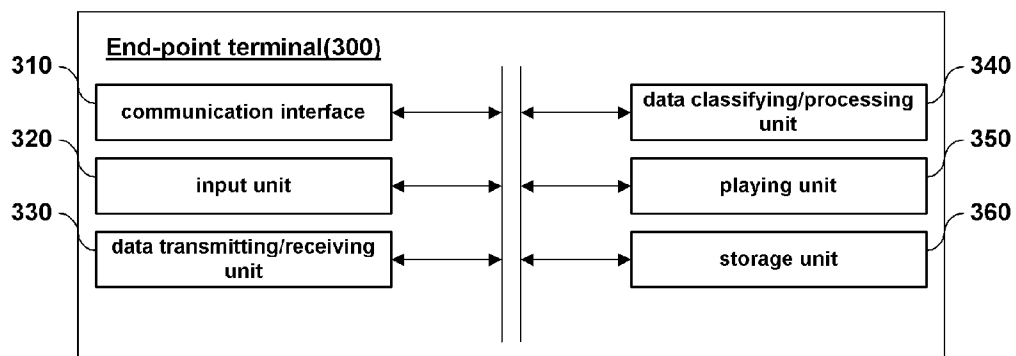 End-point terminal(300)
310
communication interface
320
input unit
330
data transmitting/receiving
unit
340
data classifying/processing
unit
350
playing unit
360
storage unit